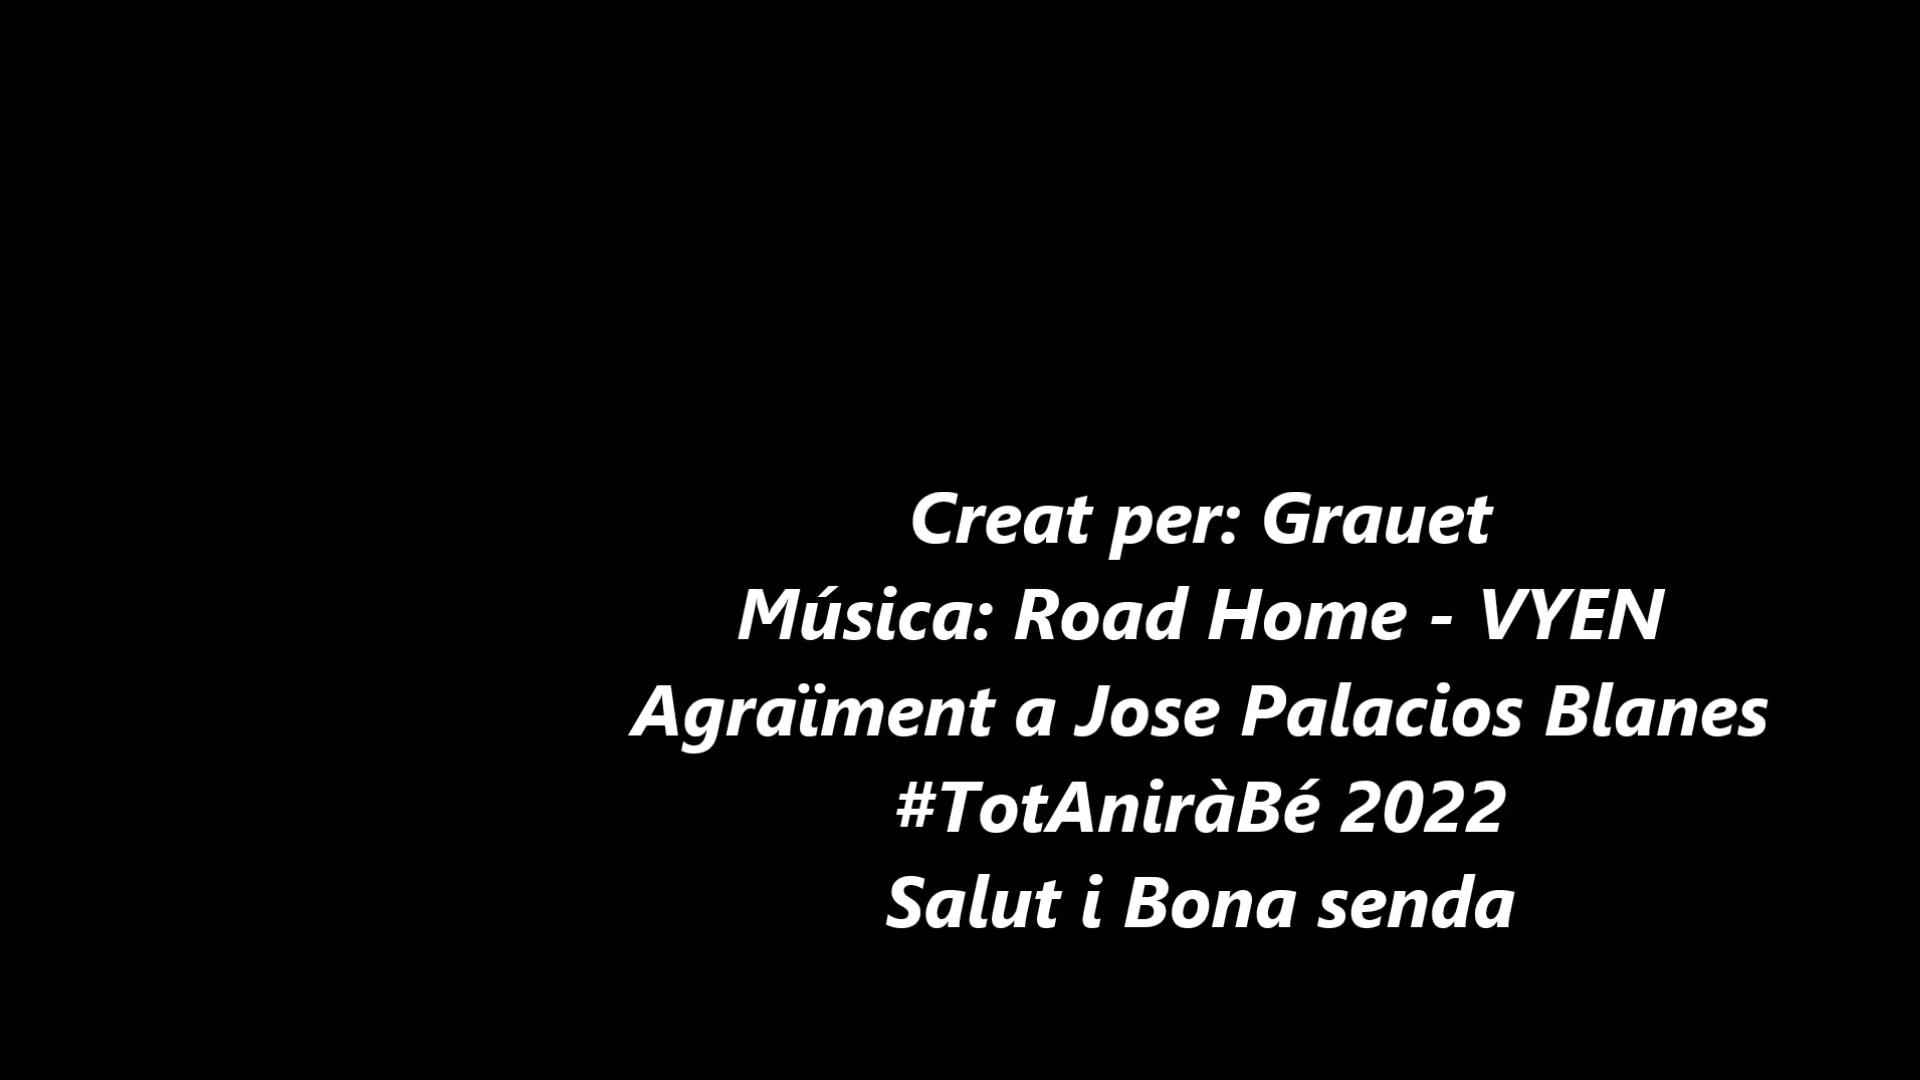 Creat per: Grauet
Música: Road Home - VYEN
Agraïment a Jose Palacios Blanes
#TotAniràBé 2022
Salut i Bona senda